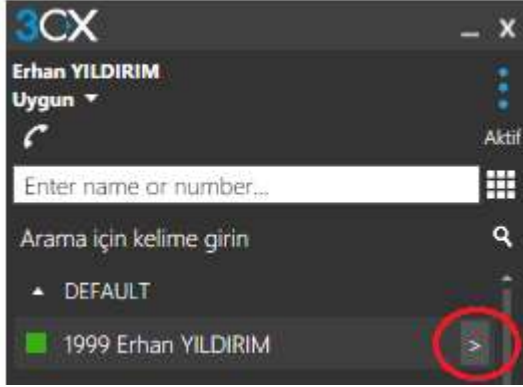 3CX
Erhan YILDIRIM
Uygun
Aktif
Enter name or number...
Arama için kelime girin
DEFAULT
1999 Erhan YILDIRIM